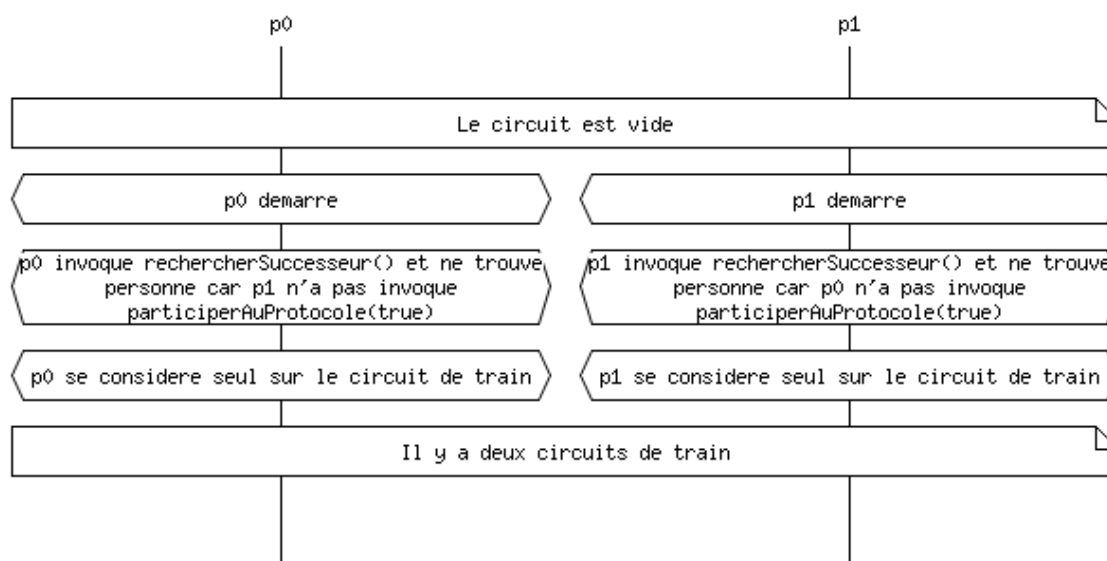 p0
p1
Le circuit est vide
p0 demarre
p1 demarre
p0 invoque rechercherSuccesseur() et ne trouve
personne car p1 n'a pas invoque
participerAuProtocole(true)
p1 invoque rechercherSuccesseur() et ne trouve
personne car p0 n'a pas invoque
participerAuProtocole(true)
p0 se considere seul sur le circuit de train
p1 se considere seul sur le circuit de train
Il y a deux circuits de train